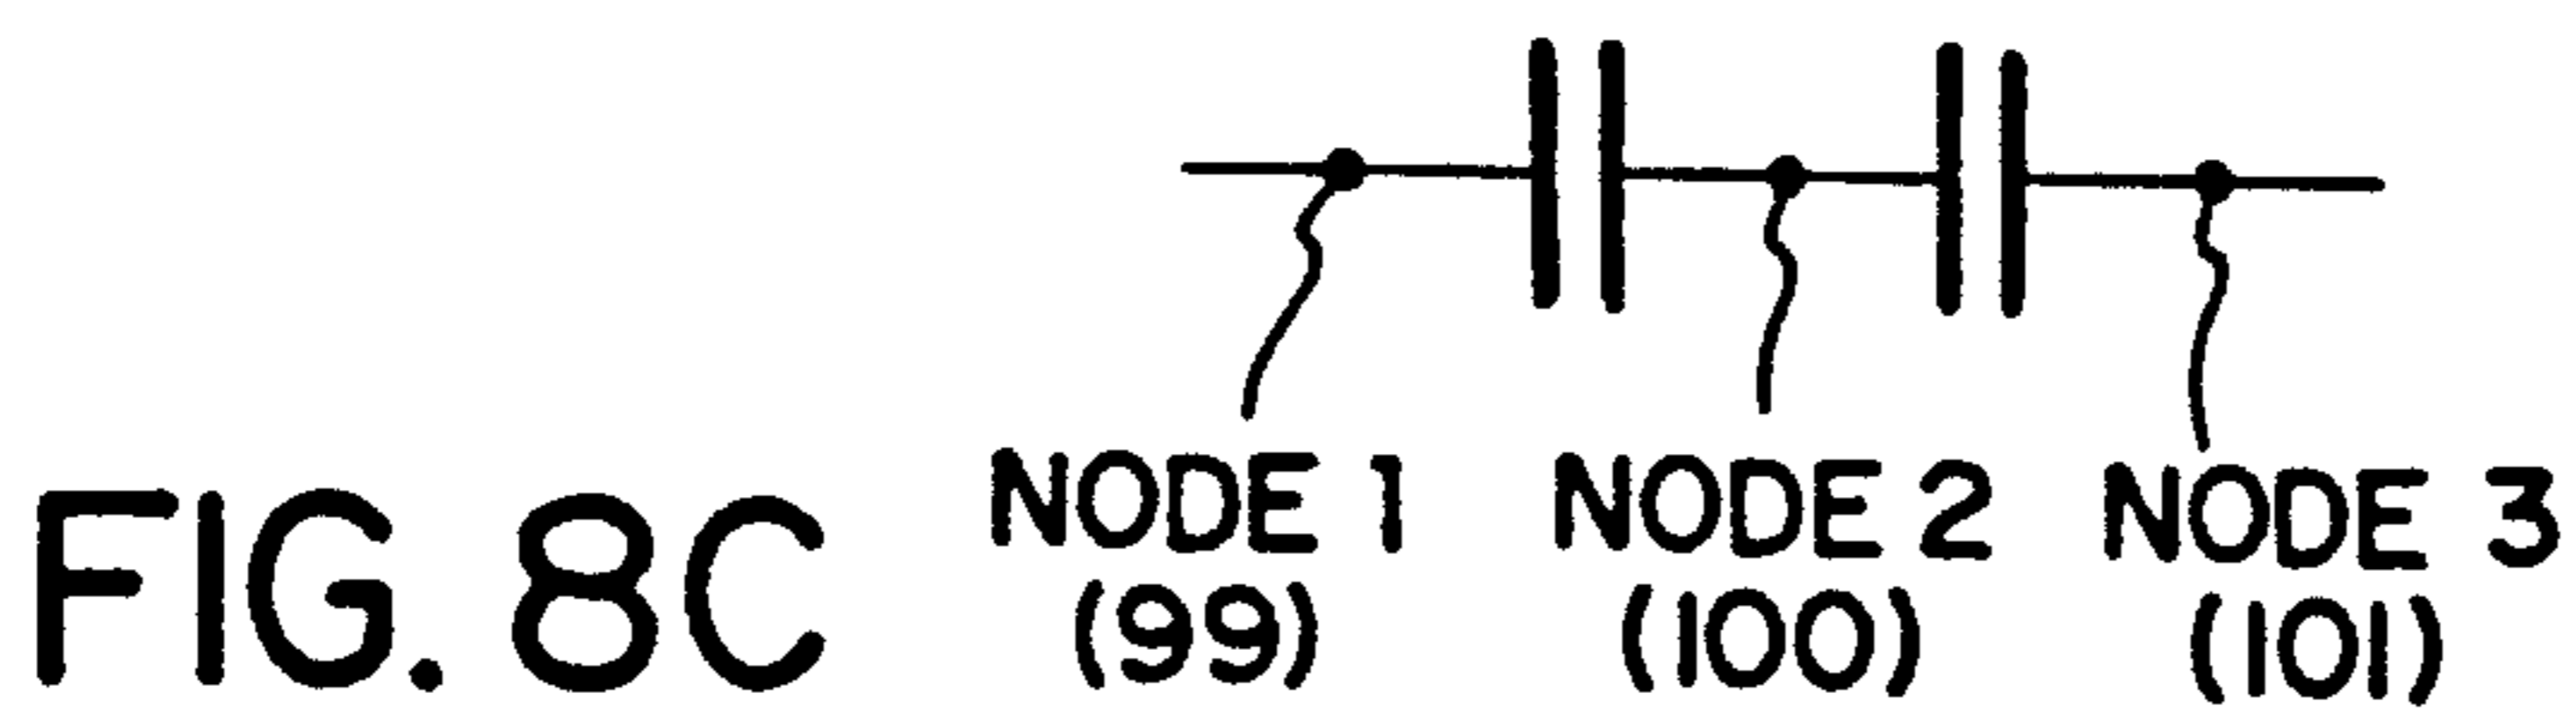 NODE 1 NODE 2 NODE 3
(99) (100) (101)
FIG. 8C